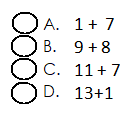 A. 1 + 7
B. 9 + 8
C. 11 + 7
D. 13+1